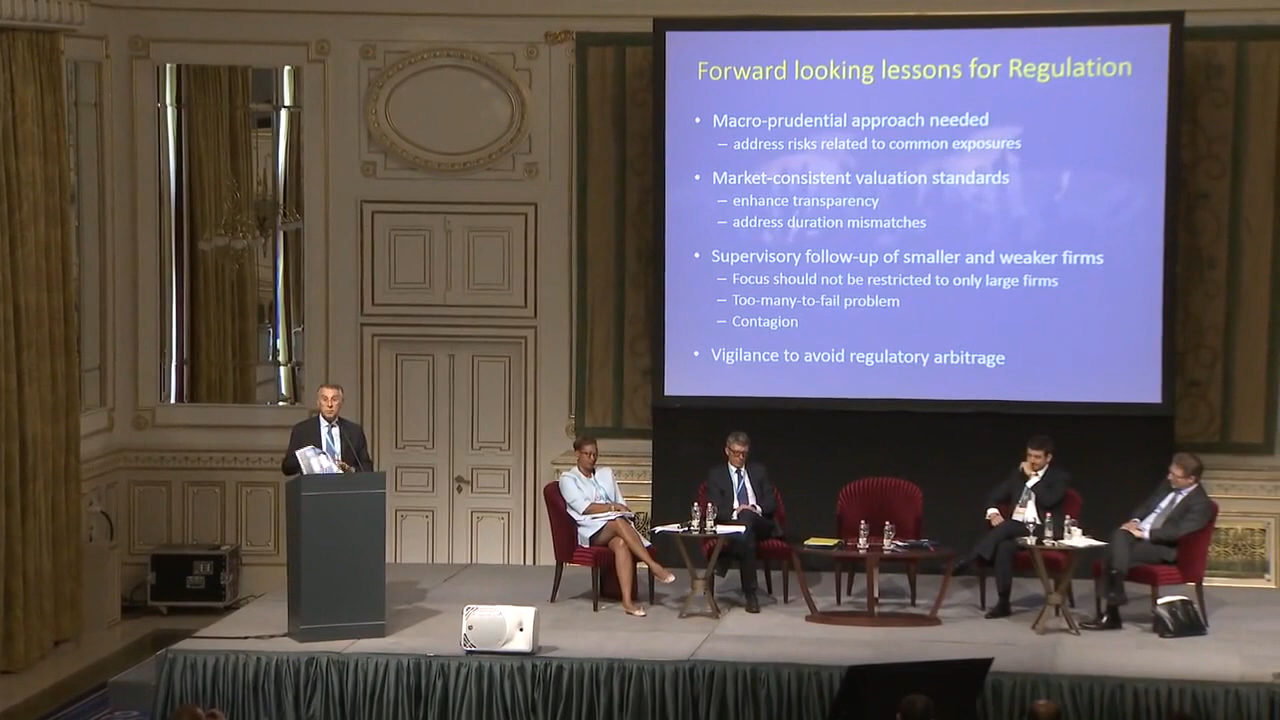 Forward looking lessons for Regulation
• Macro-prudential approach needed
– address risks related to common exposures
• Market-consistent valuation standards
– enhance transparency
– address duration mismatches
• Supervisory follow-up of smaller and weaker firms
– Focus should not be restricted to only large firms
– Too-many-to-fail problem
– Contagion
• Vigilance to avoid regulatory arbitrage